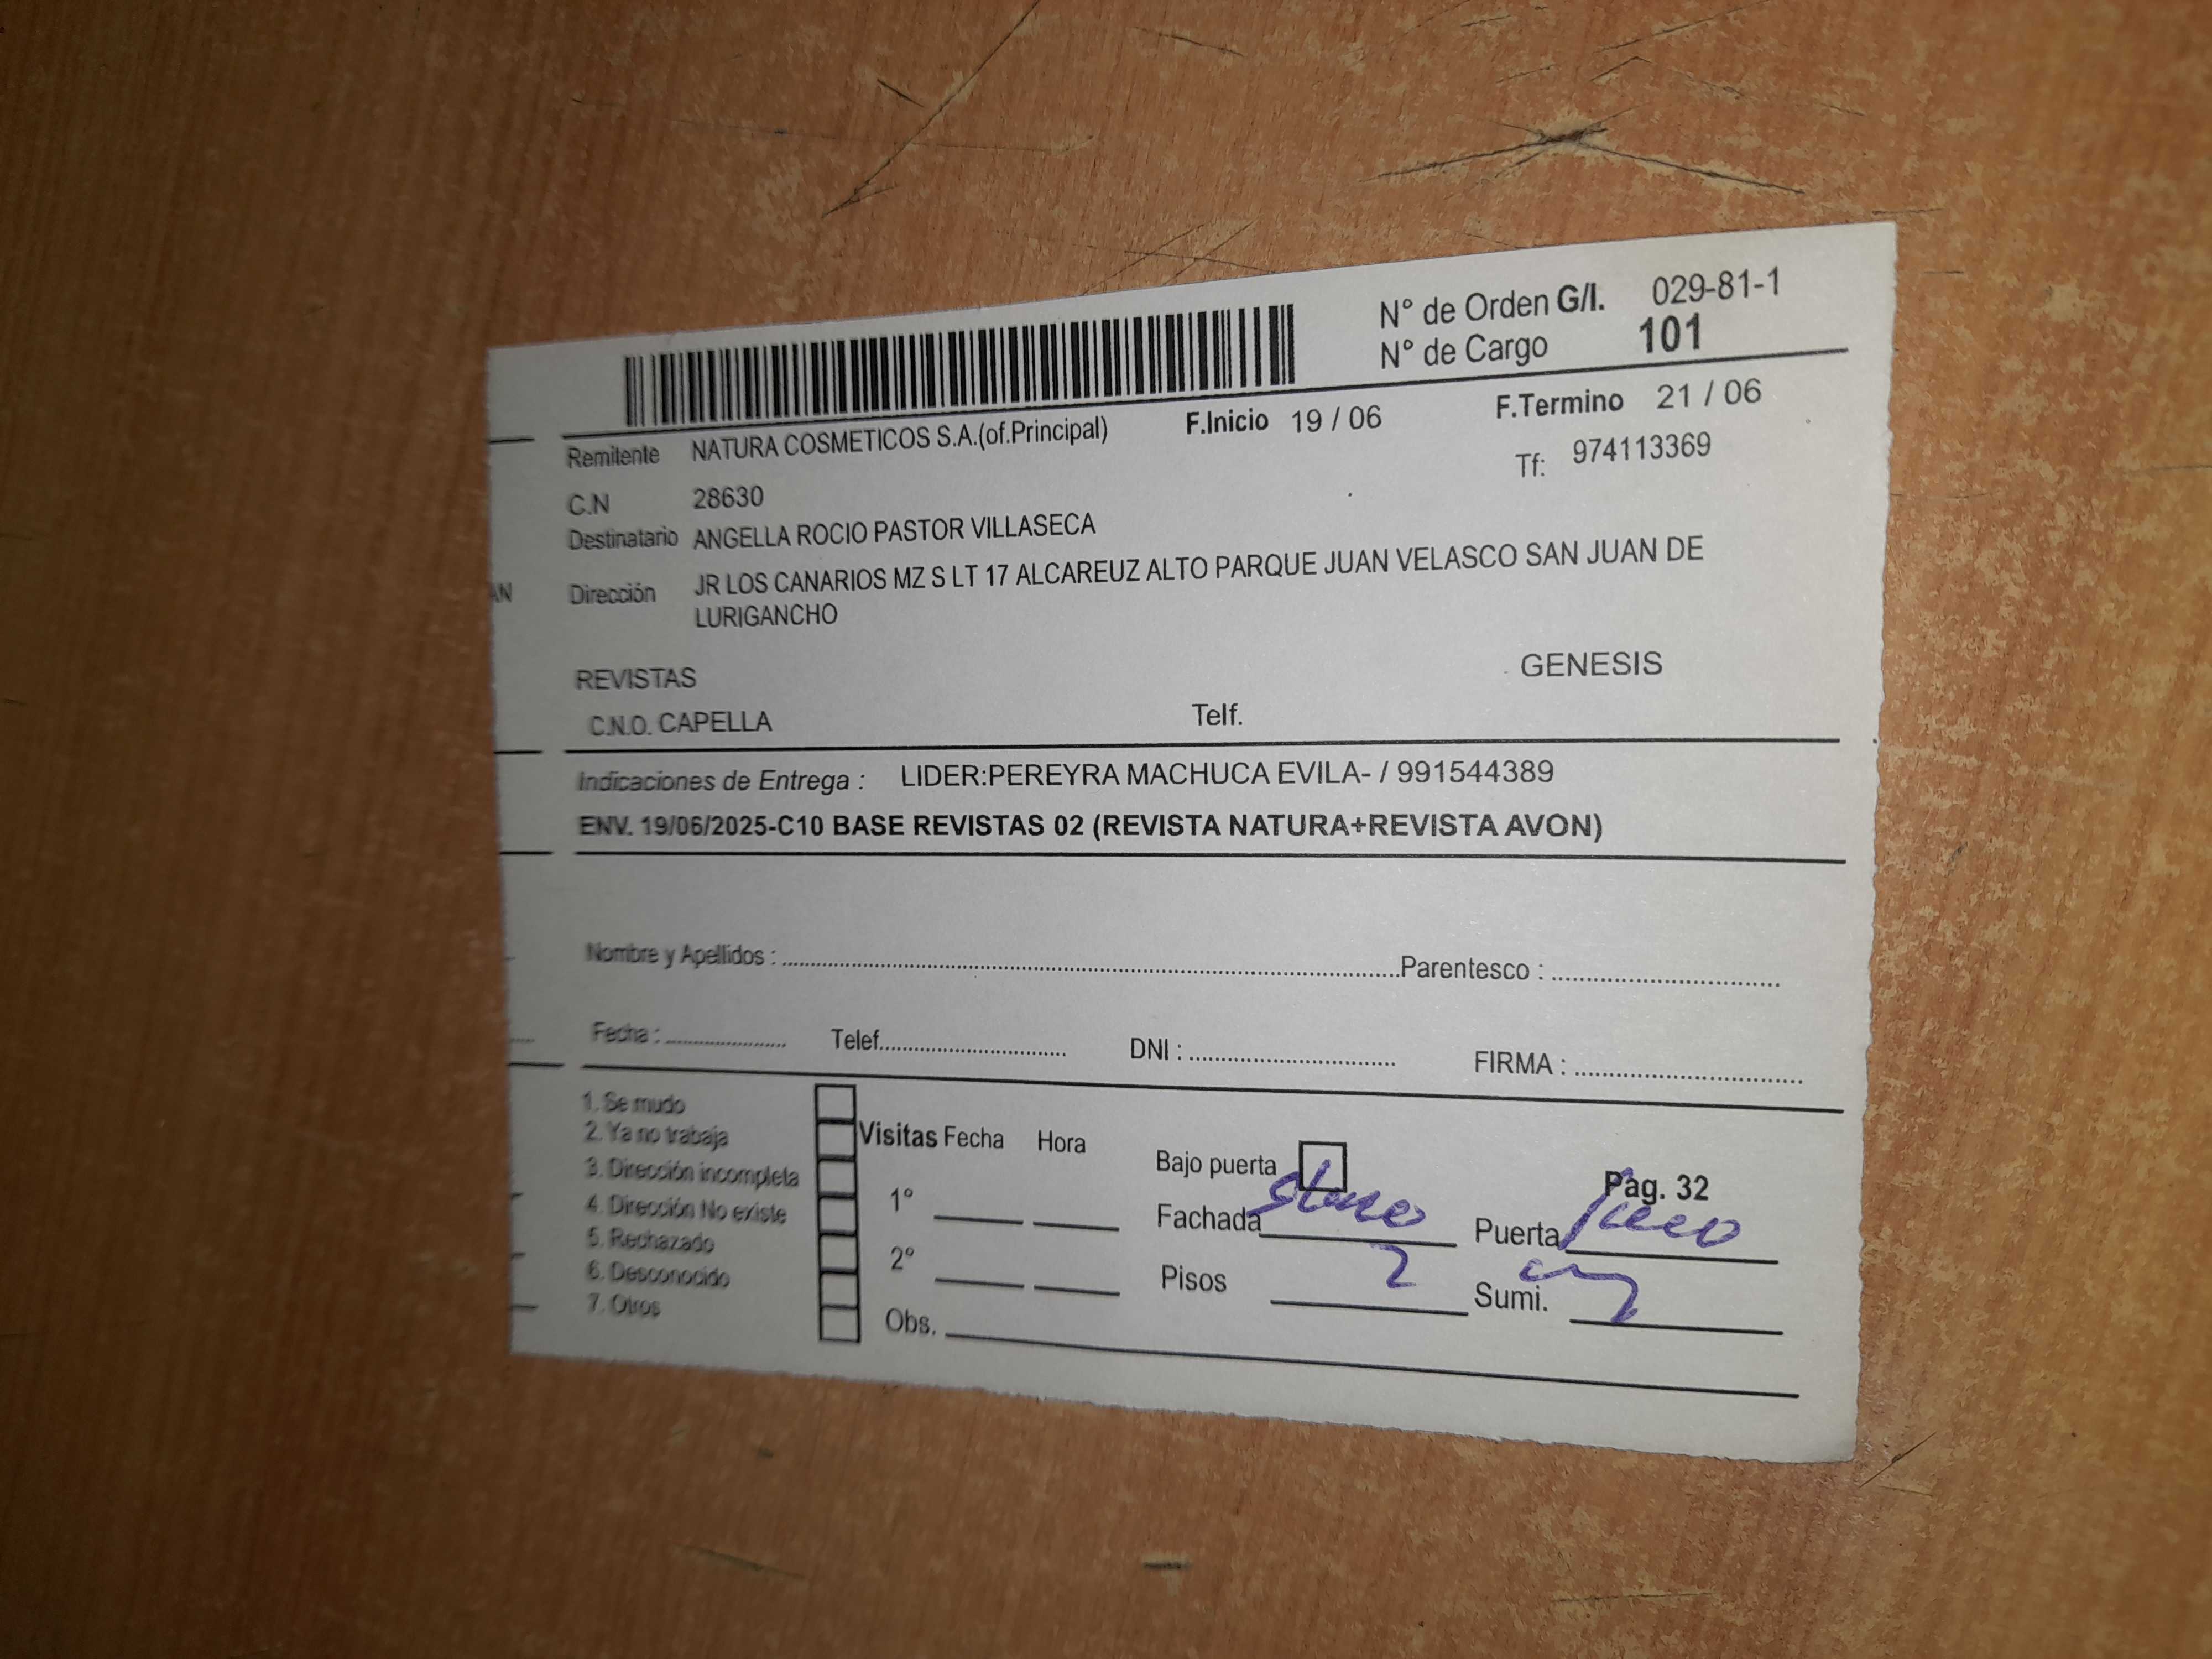 N° de Orden G/I. 029-81-1
N° de Cargo 101
Remitente NATURA COSMETICOS S.A.(of.Principal) F.Inicio 19 / 06 F.Termino 21 / 06
Tf: 974113369
C.N 28630
Destinatario ANGELLA ROCIO PASTOR VILLASECA
AN
Dirección JR LOS CANARIOS MZ S LT 17 ALCAREUZ ALTO PARQUE JUAN VELASCO SAN JUAN DE
LURIGANCHO
REVISTAS GENESIS
C.N.O. CAPELLA Telf.
Indicaciones de Entrega : LIDER:PEREYRA MACHUCA EVILA- / 991544389
ENV. 19/06/2025-C10 BASE REVISTAS 02 (REVISTA NATURA+REVISTA AVON)
Nombre y Apellidos : Parentesco :
Fecha : Telef. DNI : FIRMA :
1. Se mudo
2. Ya no trabaja
3. Dirección incompleta
4. Dirección No existe
5. Rechazado
6. Desconocido
7. Otros
Visitas Fecha Hora
1°
2°
Obs.
Bajo puerta Pág. 32
Fachada Puerta
Pisos 2 Sumi.